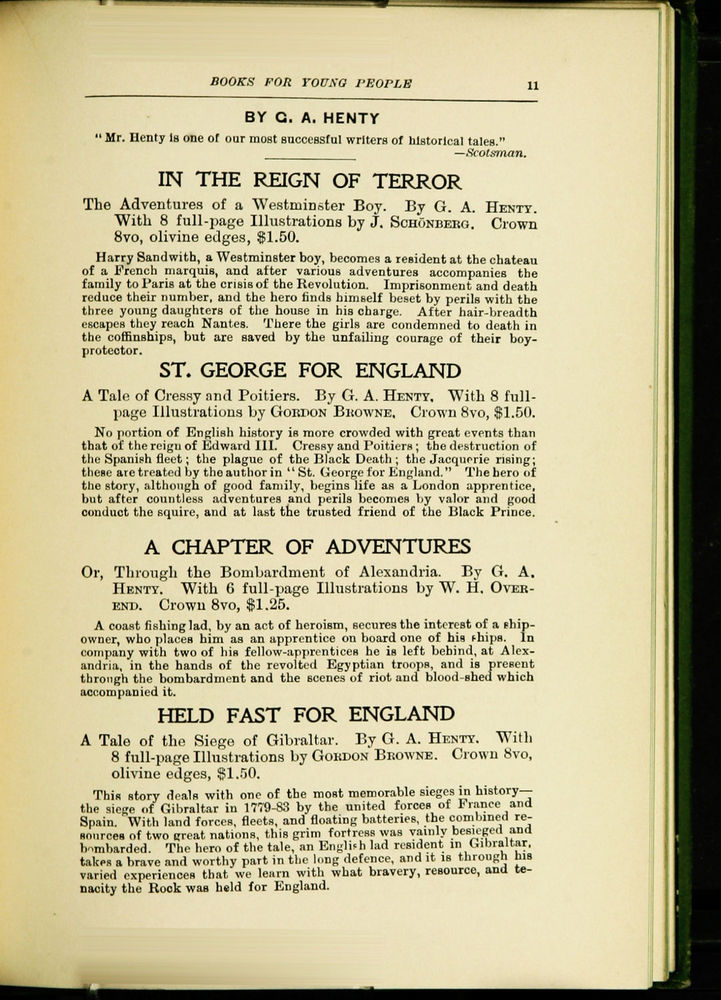 BOOKS FOR YOUNG PEOPLE 11
BY G. A. HENTY
"Mr. Henty is one of our most successful writers of historical tales."
—Scotsman.
IN THE REIGN OF TERROR
The Adventures of a Westminster Boy. By G. A. HENTY.
With 8 full-page Illustrations by J. SCHÖNBERG. Crown
8vo, olivine edges, $1.50.
Harry Sandwith, a Westminster boy, becomes a resident at the chateau
of a French marquis, and after various adventures accompanies the
family to Paris at the crisis of the Revolution. Imprisonment and death
reduce their number, and the hero finds himself beset by perils with the
three young daughters of the house in his charge. After hair-breadth
escapes they reach Nantes. There the girls are condemned to death in
the coffinships, but are saved by the unfailing courage of their boy-
protector.
ST. GEORGE FOR ENGLAND
A Tale of Cressy and Poitiers. By G. A. HENTY. With 8 full-
page Illustrations by GORDON BROWNE. Crown 8vo, $1.50.
No portion of English history is more crowded with great events than
that of the reign of Edward III. Cressy and Poitiers; the destruction of
the Spanish fleet; the plague of the Black Death; the Jacquerie rising;
these are treated by the author in "St. George for England." The hero of
the story, although of good family, begins life as a London apprentice,
but after countless adventures and perils becomes by valor and good
conduct the squire, and at last the trusted friend of the Black Prince.
A CHAPTER OF ADVENTURES
Or, Through the Bombardment of Alexandria. By G. A.
HENTY. With 6 full-page Illustrations by W. H. OVER-
END. Crown 8vo, $1.25.
A coast fishing lad, by an act of heroism, secures the interest of a ship-
owner, who places him as an apprentice on board one of his ships. In
company with two of his fellow-apprentices he is left behind, at Alex-
andria, in the hands of the revolted Egyptian troops, and is present
through the bombardment and the scenes of riot and blood-shed which
accompanied it.
HELD FAST FOR ENGLAND
A Tale of the Siege of Gibraltar. By G. A. HENTY. With
8 full-page Illustrations by GORDON BROWNE. Crown 8vo,
olivine edges, $1.50.
This story deals with one of the most memorable sieges in history—
the siege of Gibraltar in 1779-83 by the united forces of France and
Spain. With land forces, fleets, and floating batteries, the combined re-
sources of two great nations, this grim fortress was vainly besieged and
bombarded. The hero of the tale, an English lad resident in Gibraltar,
takes a brave and worthy part in the long defence, and it is through his
varied experiences that we learn with what bravery, resource, and te-
nacity the Rock was held for England.